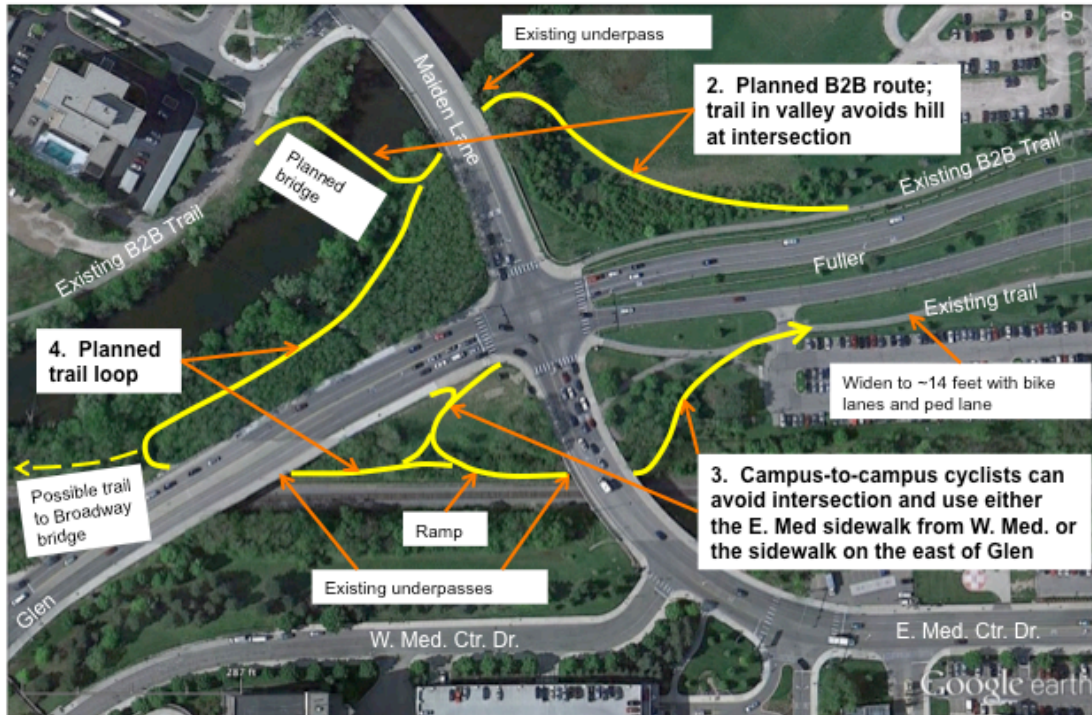 Existing underpass
Maiden Lane
2. Planned B2B route;
trail in valley avoids hill
at intersection
Planned
bridge
Existing B2B Trail
Existing B2B Trail
Fuller
Existing trail
4. Planned
trail loop
Widen to ~14 feet with bike
lanes and ped lane
3. Campus-to-campus cyclists can
avoid intersection and use either
the E. Med sidewalk from W. Med. or
the sidewalk on the east of Glen
Possible trail
to Broadway
bridge
Ramp
Existing underpasses
Glen
W. Med. Ctr. Dr.
E. Med. Ctr. Dr.
287 ft
Google earth